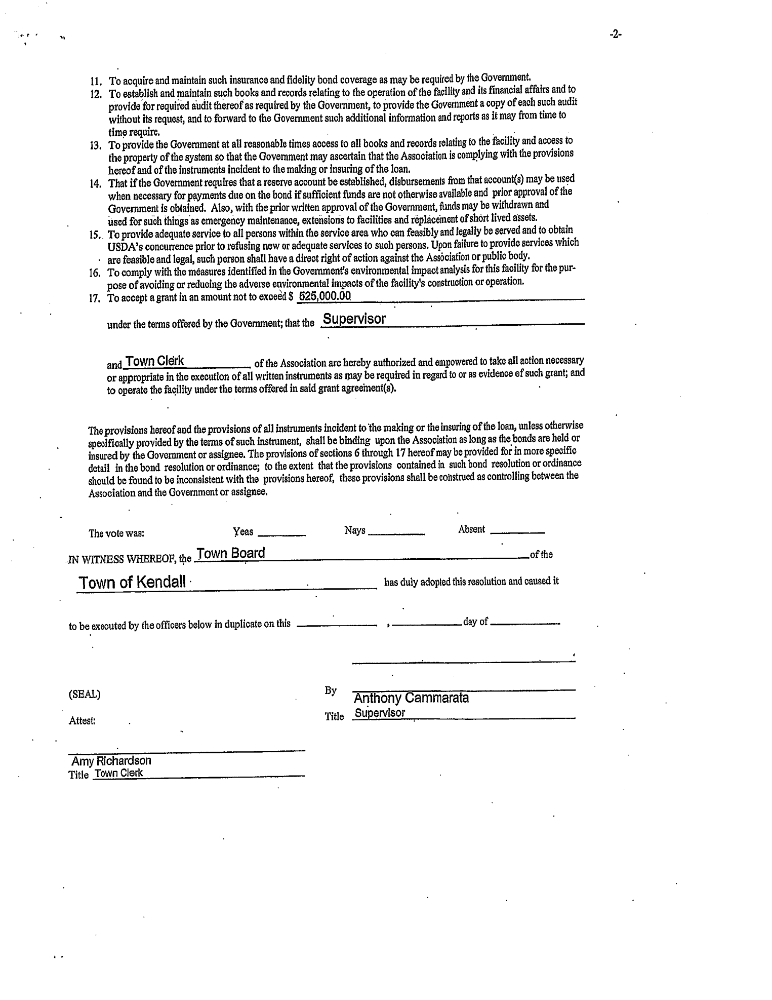 -2-
11. To acquire and maintain such insurance and fidelity bond coverage as may be required by the Government.
12. To establish and maintain such books and records relating to the operation of the facility and its financial affairs and to
provide for required audit thereof as required by the Government, to provide the Government a copy of each such audit
without its request, and to forward to the Government such additional information and reports as it may from time to
time require.
13. To provide the Government at all reasonable times access to all books and records relating to the facility and access to
the property of the system so that the Government may ascertain that the Association is complying with the provisions
hereof and of the instruments incident to the making or insuring of the loan.
14. That if the Government requires that a reserve account be established, disbursements from that account(s) may be used
when necessary for payments due on the bond if sufficient funds are not otherwise available and prior approval of the
Government is obtained. Also, with the prior written approval of the Government, funds may be withdrawn and
used for such things as emergency maintenance, extensions to facilities and replacement of short lived assets.
15. To provide adequate service to all persons within the service area who can feasibly and legally be served and to obtain
USDA's concurrence prior to refusing new or adequate services to such persons. Upon failure to provide services which
are feasible and legal, such person shall have a direct right of action against the Association or public body.
16. To comply with the measures identified in the Government's environmental impact analysis for this facility for the pur-
pose of avoiding or reducing the adverse environmental impacts of the facility's construction or operation.
17. To accept a grant in an amount not to exceed $ 525,000.00
under the terms offered by the Government; that the Supervisor
and Town Clerk of the Association are hereby authorized and empowered to take all action necessary
or appropriate in the execution of all written instruments as may be required in regard to or as evidence of such grant; and
to operate the facility under the terms offered in said grant agreement(s).
The provisions hereof and the provisions of all instruments incident to the making or the insuring of the loan, unless otherwise
specifically provided by the terms of such instrument, shall be binding upon the Association as long as the bonds are held or
insured by the Government or assignee. The provisions of sections 6 through 17 hereof may be provided for in more specific
detail in the bond resolution or ordinance; to the extent that the provisions contained in such bond resolution or ordinance
should be found to be inconsistent with the provisions hereof, these provisions shall be construed as controlling between the
Association and the Government or assignee.
The vote was: Yeas ______ Nays ______ Absent ______
IN WITNESS WHEREOF, the Town Board of the
Town of Kendall has duly adopted this resolution and caused it
to be executed by the officers below in duplicate on this ______ , ______ day of ______
(SEAL) By
Anthony Cammarata
Attest: Title Supervisor
Amy Richardson
Title Town Clerk